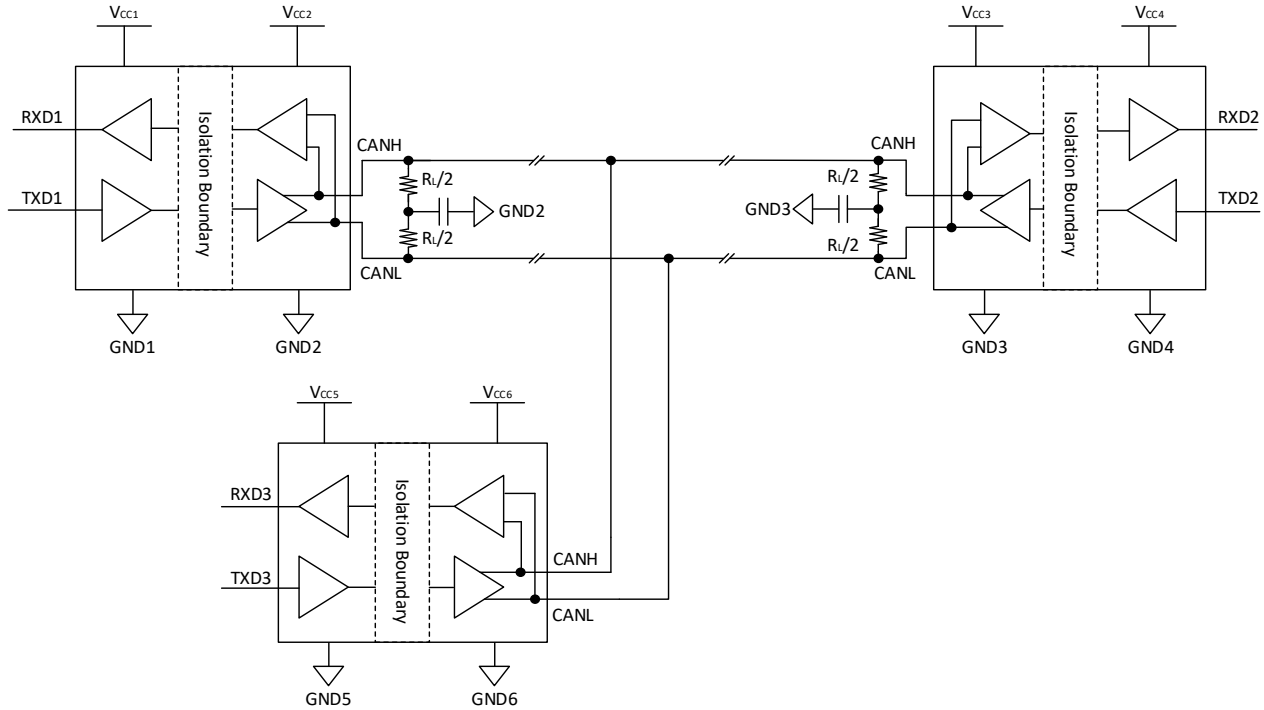 VCC1
VCC2
VCC3
VCC4
RXD1
Isolation Boundary
CANH
RL/2
GND2
RL/2
CANL
TXD1
GND1
GND2
CANH
RL/2
GND3
RL/2
CANL
Isolation Boundary
RXD2
TXD2
GND3
GND4
VCC5
VCC6
RXD3
Isolation Boundary
TXD3
CANH
CANL
GND5
GND6